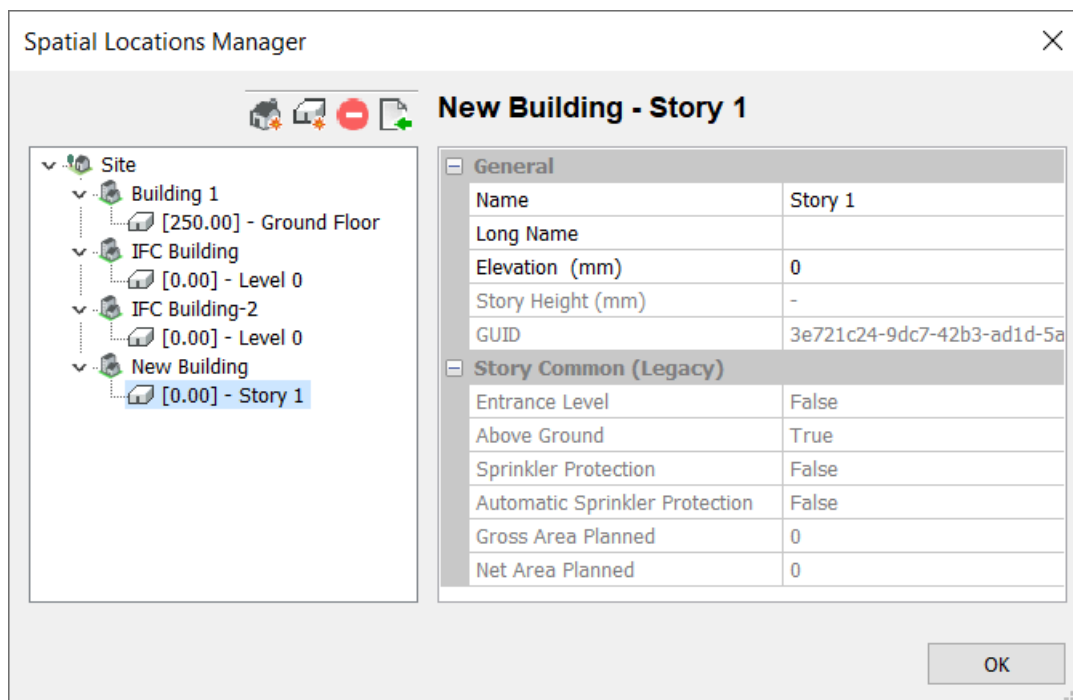 Spatial Locations Manager
New Building - Story 1
Site
Building 1
[250.00] - Ground Floor
IFC Building
[0.00] - Level 0
IFC Building-2
[0.00] - Level 0
New Building
[0.00] - Story 1
General
Name Story 1
Long Name
Elevation (mm) 0
Story Height (mm) -
GUID 3e721c24-9dc7-42b3-ad1d-5a
Story Common (Legacy)
Entrance Level False
Above Ground True
Sprinkler Protection False
Automatic Sprinkler Protection False
Gross Area Planned 0
Net Area Planned 0
OK